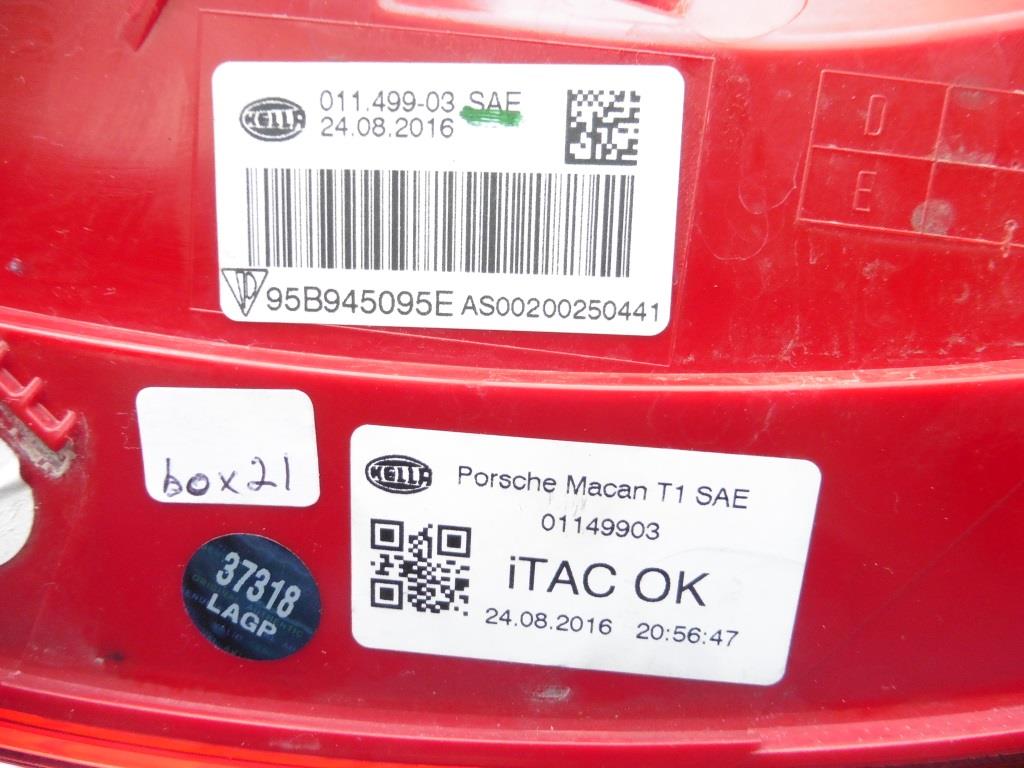 HELLA
011.499-03 SAE
24.08.2016
95B945095E AS00200250441
D
E
box21
HELLA
Porsche Macan T1 SAE
01149903
iTAC OK
24.08.2016 20:56:47
37318
LAGP